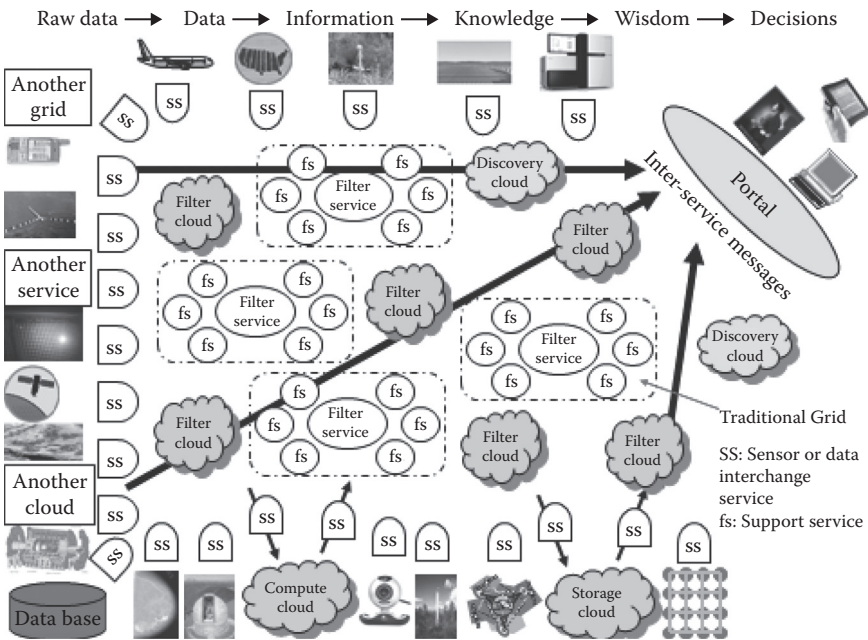 Raw data Data Information Knowledge Wisdom Decisions
Another
grid
ss
ss
ss
ss
ss
ss
ss
Discovery
cloud
Portal
Inter-service messages
fs
fs
fs
Filter
service
fs
fs
fs
Filter
cloud
ss
Filter
cloud
Another
service
ss
fs
fs
fs
Filter
service
fs
fs
fs
Filter
cloud
ss
fs
fs
fs
Filter
service
fs
fs
fs
Discovery
cloud
ss
Filter
cloud
fs
fs
fs
Filter
service
fs
fs
fs
Filter
cloud
Filter
cloud
Traditional Grid
SS: Sensor or data
interchange
service
fs: Support service
ss
Another
cloud
ss
ss
ss
ss
ss
ss
ss
ss
ss
ss
ss
ss
Compute
cloud
Storage
cloud
Data base